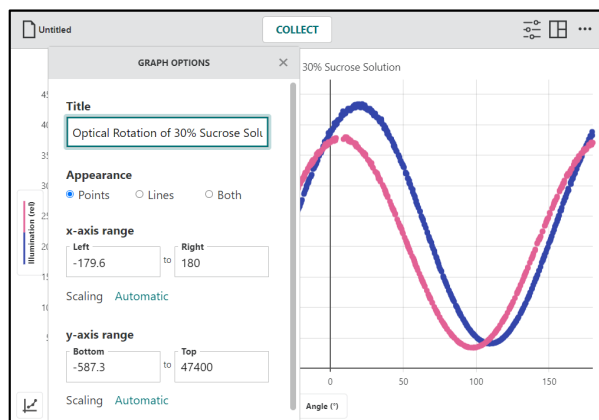 Untitled
COLLECT
GRAPH OPTIONS
Title
Optical Rotation of 30% Sucrose Solu
Appearance
Points Lines Both
x-axis range
Left Right
-179.6 to 180
Scaling Automatic
y-axis range
Bottom Top
-587.3 to 47400
Scaling Automatic
30% Sucrose Solution
Illumination (rel)
0 50 100 150
Angle (°)